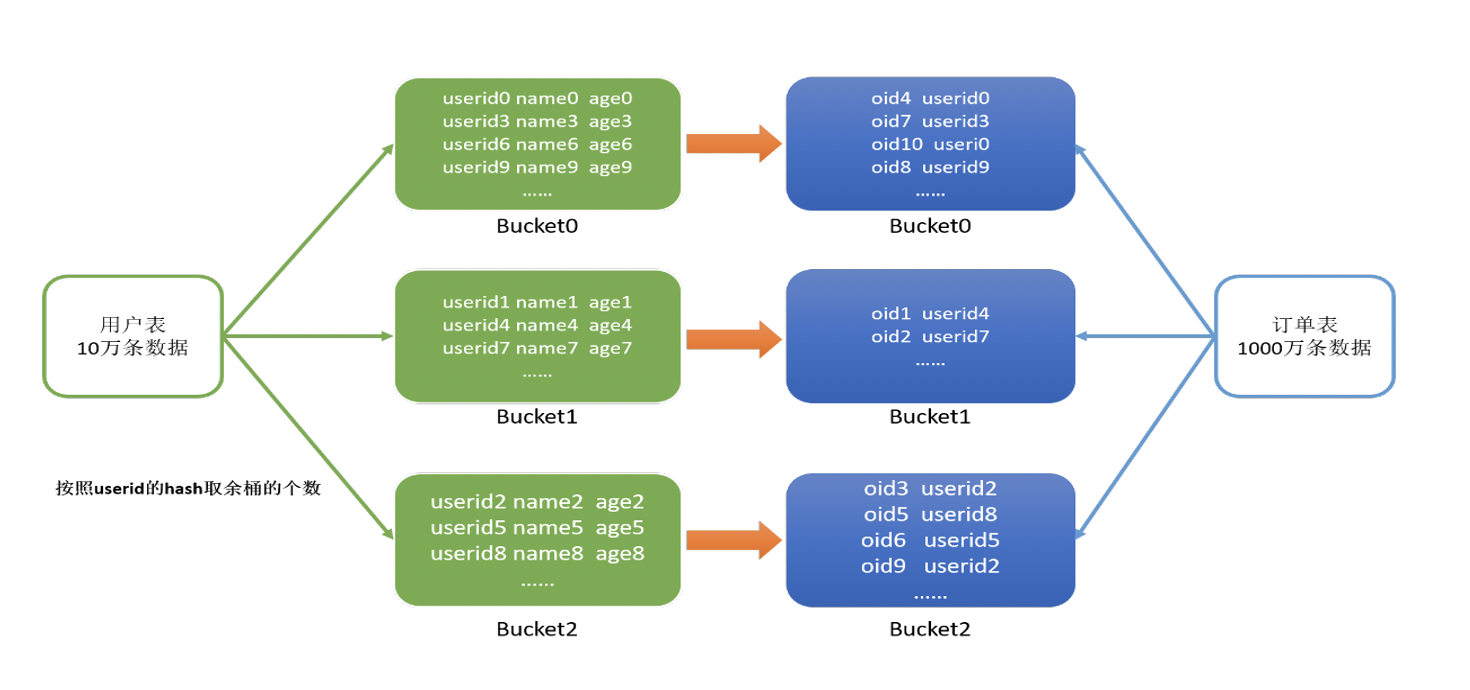 用户表
10万条数据
按照userid的hash取余桶的个数
userid0 name0 age0
userid3 name3 age3
userid6 name6 age6
userid9 name9 age9
......
Bucket0
userid1 name1 age1
userid4 name4 age4
userid7 name7 age7
......
Bucket1
userid2 name2 age2
userid5 name5 age5
userid8 name8 age8
......
Bucket2
oid4 userid0
oid7 userid3
oid10 useri0
oid8 userid9
......
Bucket0
oid1 userid4
oid2 userid7
......
Bucket1
oid3 userid2
oid5 userid8
oid6 userid5
oid9 userid2
......
Bucket2
订单表
1000万条数据